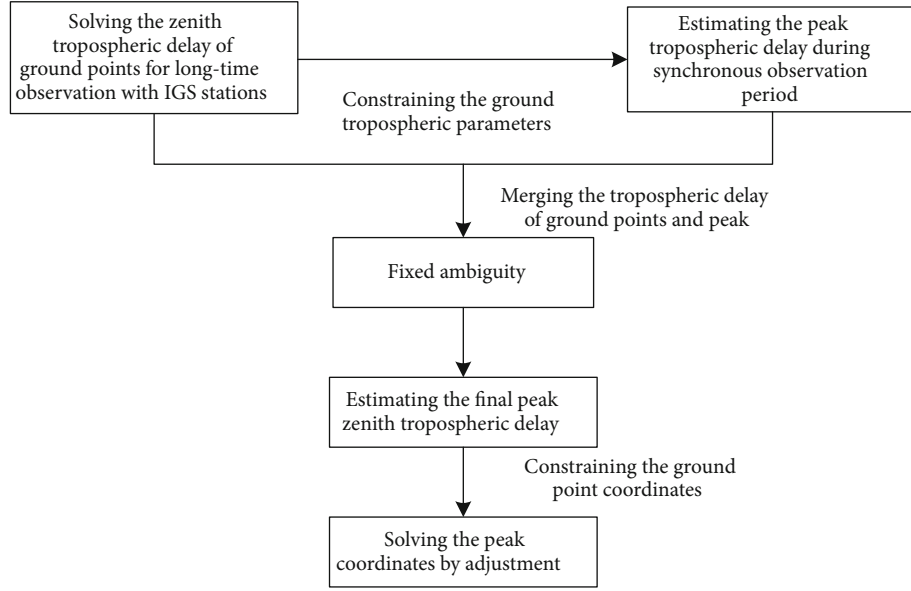 Solving the zenith
tropospheric delay of
ground points for long-time
observation with IGS stations
Estimating the peak
tropospheric delay during
synchronous observation
period
Constraining the ground
tropospheric parameters
Merging the tropospheric delay
of ground points and peak
Fixed ambiguity
Estimating the final peak
zenith tropospheric delay
Constraining the ground
point coordinates
Solving the peak
coordinates by adjustment